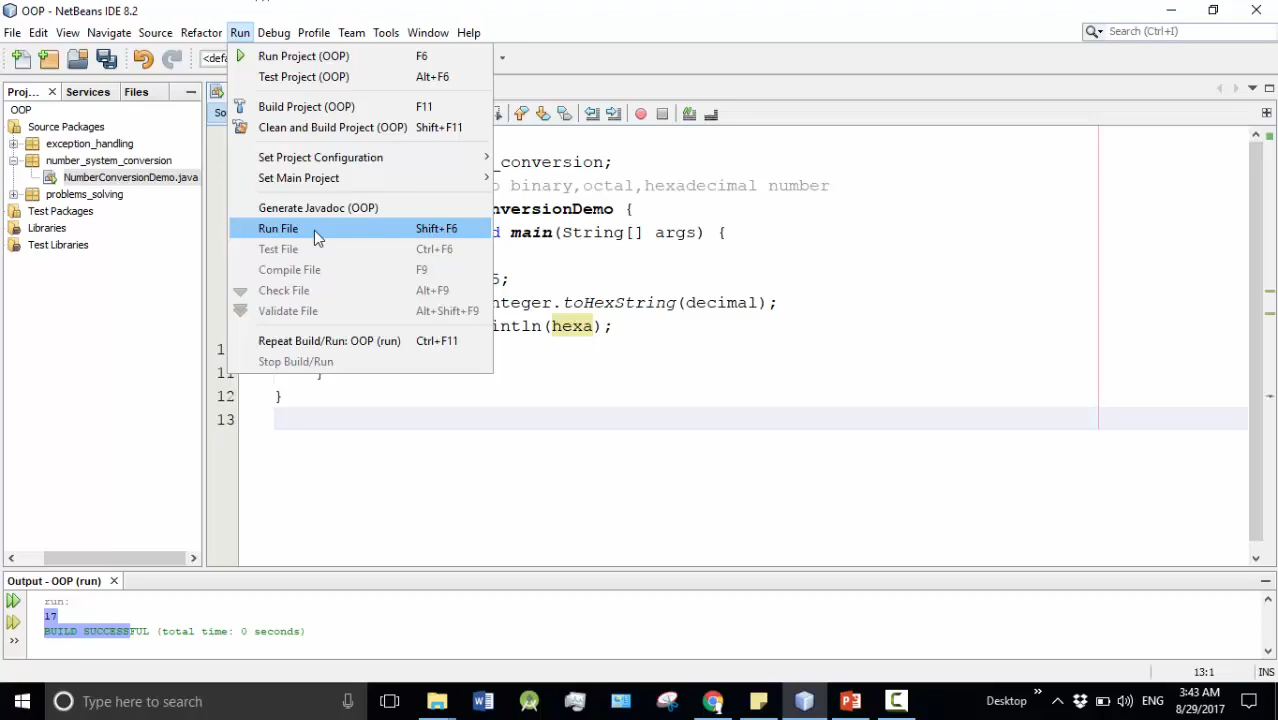 OOP - NetBeans IDE 8.2
File Edit View Navigate Source Refactor Run Debug Profile Team Tools Window Help
Search (Ctrl+I)
Run Project (OOP) F6
Test Project (OOP) Alt+F6
Build Project (OOP) F11
Clean and Build Project (OOP) Shift+F11
Set Project Configuration
Set Main Project
Generate Javadoc (OOP)
Run File Shift+F6
Test File Ctrl+F6
Compile File F9
Check File Alt+F9
Validate File Alt+Shift+F9
Repeat Build/Run: OOP (run) Ctrl+F11
Stop Build/Run
<defa
Proj... Services Files
OOP
Source Packages
exception_handling
number_system_conversion
NumberConversionDemo.java
problems_solving
Test Packages
Libraries
Test Libraries
So
_conversion;
binary,octal,hexadecimal number
nversionDemo {
main(String[] args) {
5;
nteger.toHexString(decimal);
intln(hexa);
11 }
12 }
13
Output - OOP (run)
run:
17
BUILD SUCCESSFUL (total time: 0 seconds)
13:1 INS
Type here to search
Desktop
ENG
3:43 AM
8/29/2017